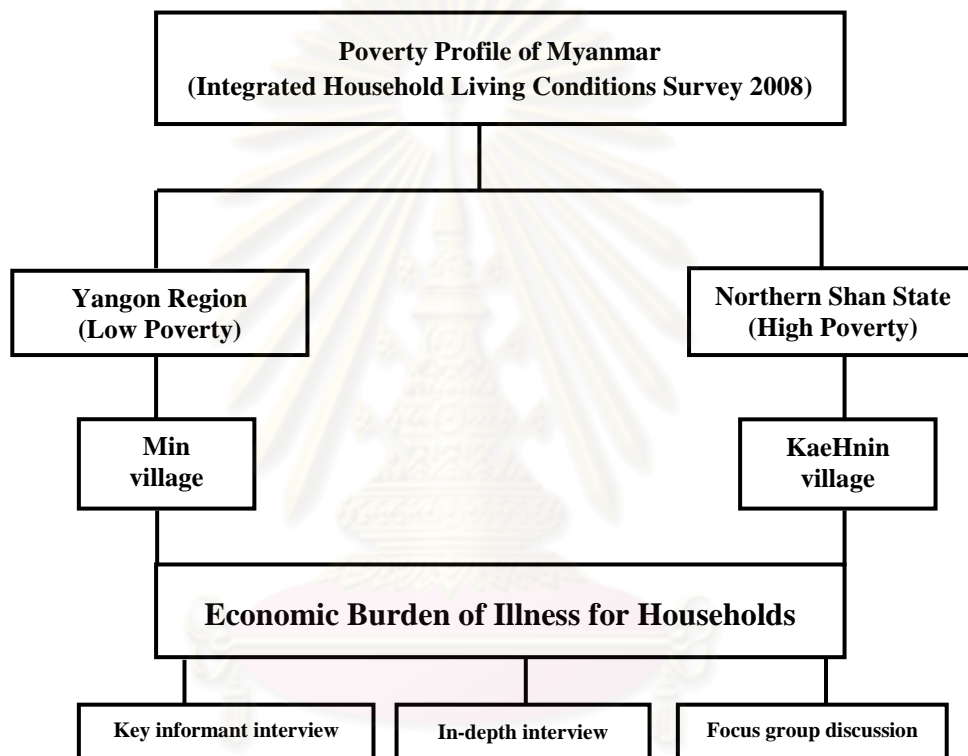 Poverty Profile of Myanmar
(Integrated Household Living Conditions Survey 2008)
Yangon Region
(Low Poverty)
Northern Shan State
(High Poverty)
Min
village
KaeHnin
village
Economic Burden of Illness for Households
Key informant interview
In-depth interview
Focus group discussion